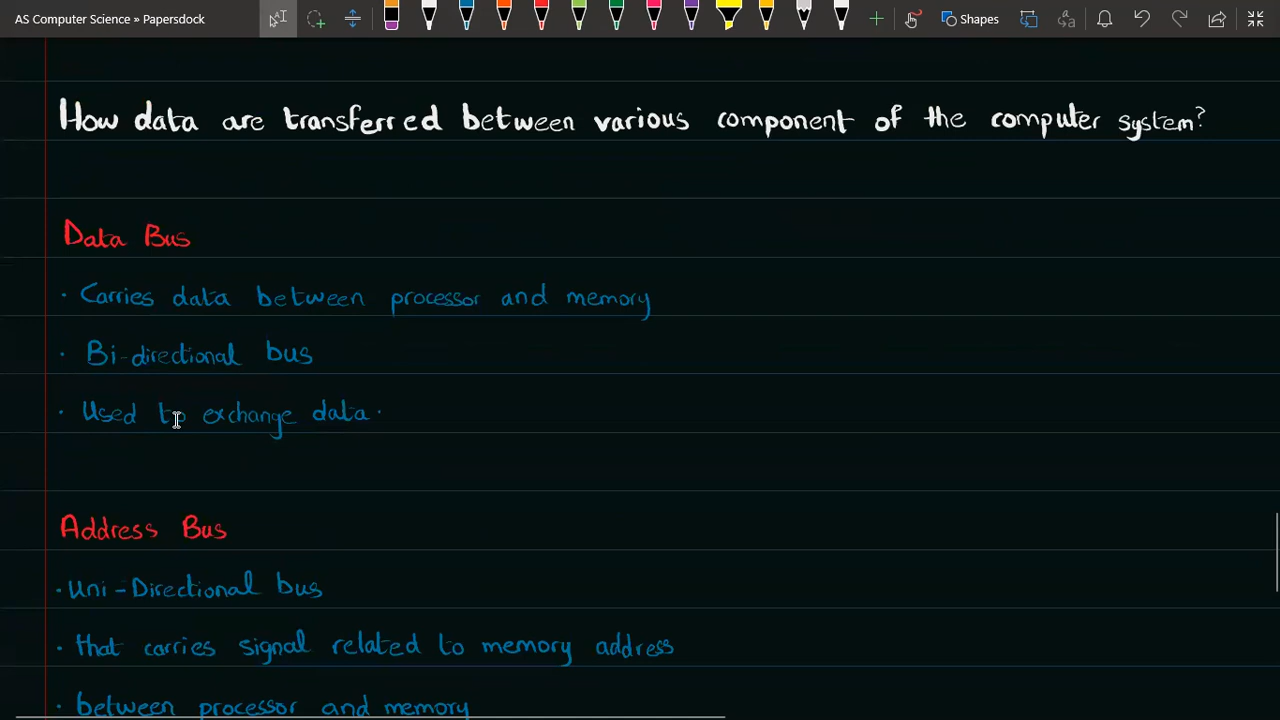 AS Computer Science » Papersdock
Shapes
How data are transferred between various component of the computer system?
Data Bus
· Carries data between processor and memory
· Bi-directional bus
· Used to exchange data ·
Address Bus
· Uni-Directional bus
· that carries signal related to memory address
· between processor and memory